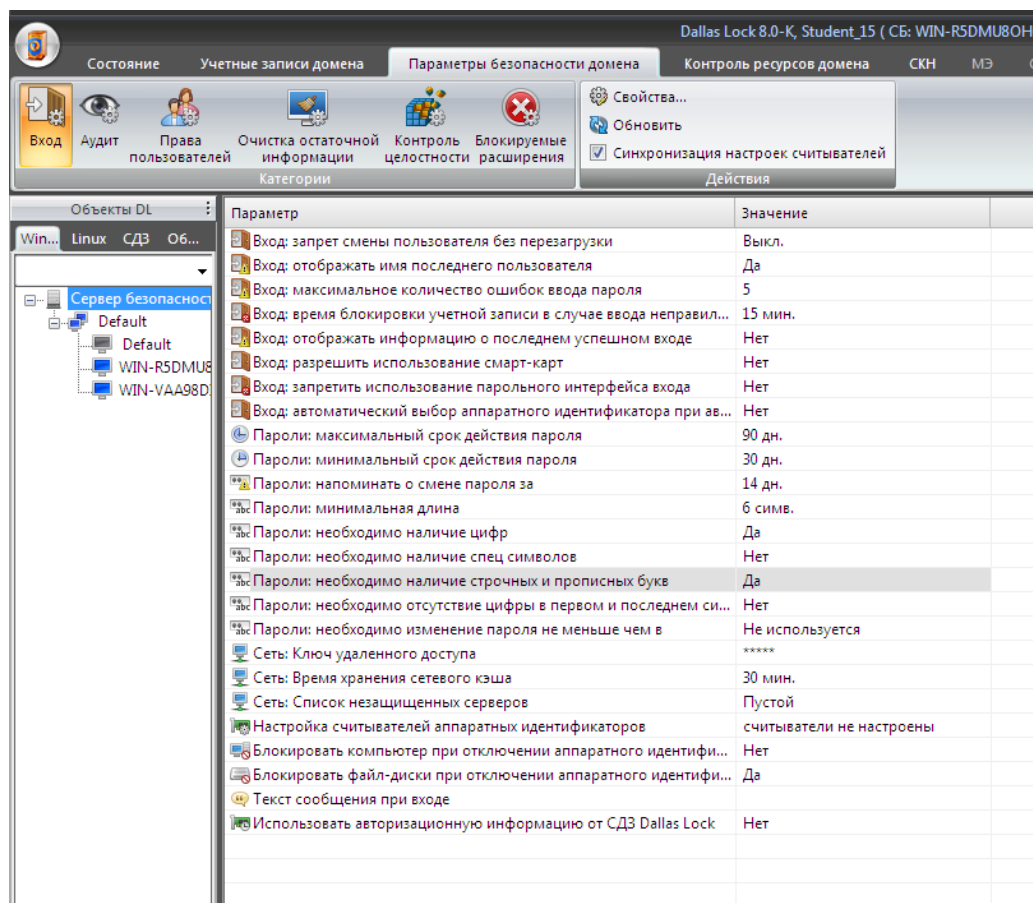 Dallas Lock 8.0-K, Student_15 ( СБ: WIN-R5DMU8OH
Состояние Учетные записи домена Параметры безопасности домена Контроль ресурсов домена СКН МЭ
Вход Аудит Права пользователей Очистка остаточной информации Контроль целостности Блокируемые расширения
Категории
Свойства...
Обновить
Синхронизация настроек считывателей
Действия
Объекты DL
Win... Linux СДЗ Об...
Сервер безопасност
Default
Default
WIN-R5DMU8
WIN-VAA98D
Параметр Значение
Вход: запрет смены пользователя без перезагрузки Выкл.
Вход: отображать имя последнего пользователя Да
Вход: максимальное количество ошибок ввода пароля 5
Вход: время блокировки учетной записи в случае ввода неправил... 15 мин.
Вход: отображать информацию о последнем успешном входе Нет
Вход: разрешить использование смарт-карт Нет
Вход: запретить использование парольного интерфейса входа Нет
Вход: автоматический выбор аппаратного идентификатора при ав... Нет
Пароли: максимальный срок действия пароля 90 дн.
Пароли: минимальный срок действия пароля 30 дн.
Пароли: напоминать о смене пароля за 14 дн.
Пароли: минимальная длина 6 симв.
Пароли: необходимо наличие цифр Да
Пароли: необходимо наличие спец символов Нет
Пароли: необходимо наличие строчных и прописных букв Да
Пароли: необходимо отсутствие цифры в первом и последнем си... Нет
Пароли: необходимо изменение пароля не меньше чем в Не используется
Сеть: Ключ удаленного доступа *****
Сеть: Время хранения сетевого кэша 30 мин.
Сеть: Список незащищенных серверов Пустой
Настройка считывателей аппаратных идентификаторов считыватели не настроены
Блокировать компьютер при отключении аппаратного идентифи... Нет
Блокировать файл-диски при отключении аппаратного идентифи... Да
Текст сообщения при входе
Использовать авторизационную информацию от СДЗ Dallas Lock Нет